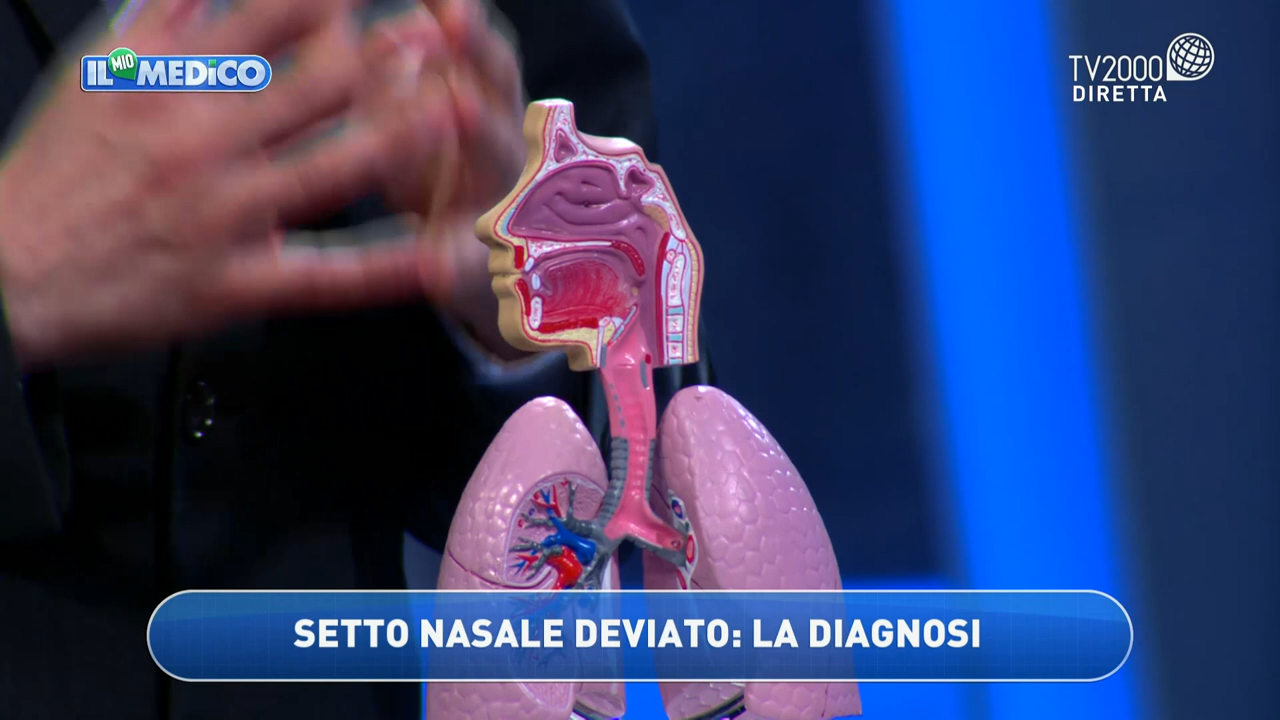 IL MIO MEDiCO
TV2000
DIRETTA
SETTO NASALE DEVIATO: LA DIAGNOSI